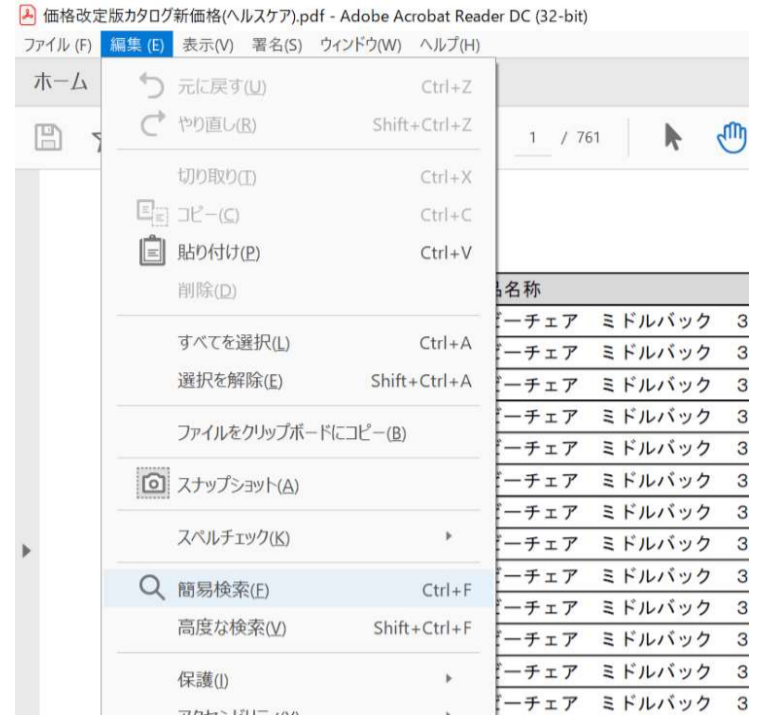 価格改定版カタログ新価格(ヘルスケア).pdf - Adobe Acrobat Reader DC (32-bit)
ファイル (F) 編集 (E) 表示(V) 署名(S) ウィンドウ(W) ヘルプ(H)
ホーム
元に戻す(U) Ctrl+Z
やり直し(R) Shift+Ctrl+Z
1 / 761
切り取り(T) Ctrl+X
コピー(C) Ctrl+C
貼り付け(P) Ctrl+V
削除(D)
名称
すべてを選択(L) Ctrl+A
選択を解除(E) Shift+Ctrl+A
ファイルをクリップボードにコピー(B)
スナップショット(A)
スペルチェック(K)
簡易検索(F) Ctrl+F
高度な検索(V) Shift+Ctrl+F
保護(I)
ーチェア ミドルバック 3
ーチェア ミドルバック 3
ーチェア ミドルバック 3
ーチェア ミドルバック 3
ーチェア ミドルバック 3
ーチェア ミドルバック 3
ーチェア ミドルバック 3
ーチェア ミドルバック 3
ーチェア ミドルバック 3
ーチェア ミドルバック 3
ーチェア ミドルバック 3
ーチェア ミドルバック 3
ーチェア ミドルバック 3